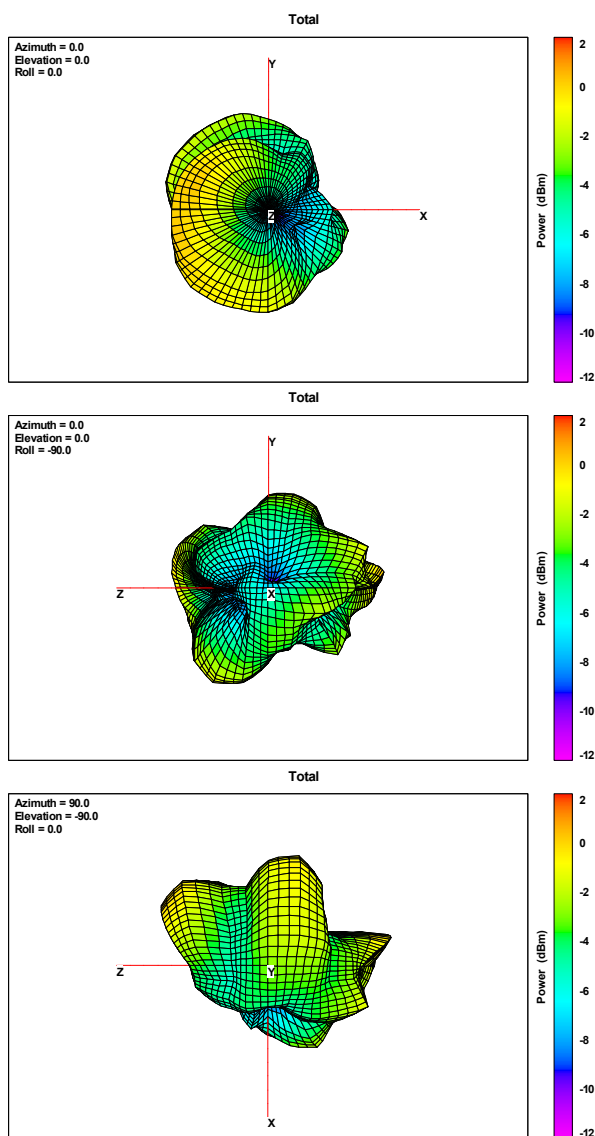 Total
Azimuth = 0.0
Elevation = 0.0
Roll = 0.0
Y
Z
X
2
0
-2
-4
-6
-8
-10
-12
Power (dBm)
Total
Azimuth = 0.0
Elevation = 0.0
Roll = -90.0
Y
Z
X
2
0
-2
-4
-6
-8
-10
-12
Power (dBm)
Total
Azimuth = 90.0
Elevation = -90.0
Roll = 0.0
Z
Y
X
2
0
-2
-4
-6
-8
-10
-12
Power (dBm)